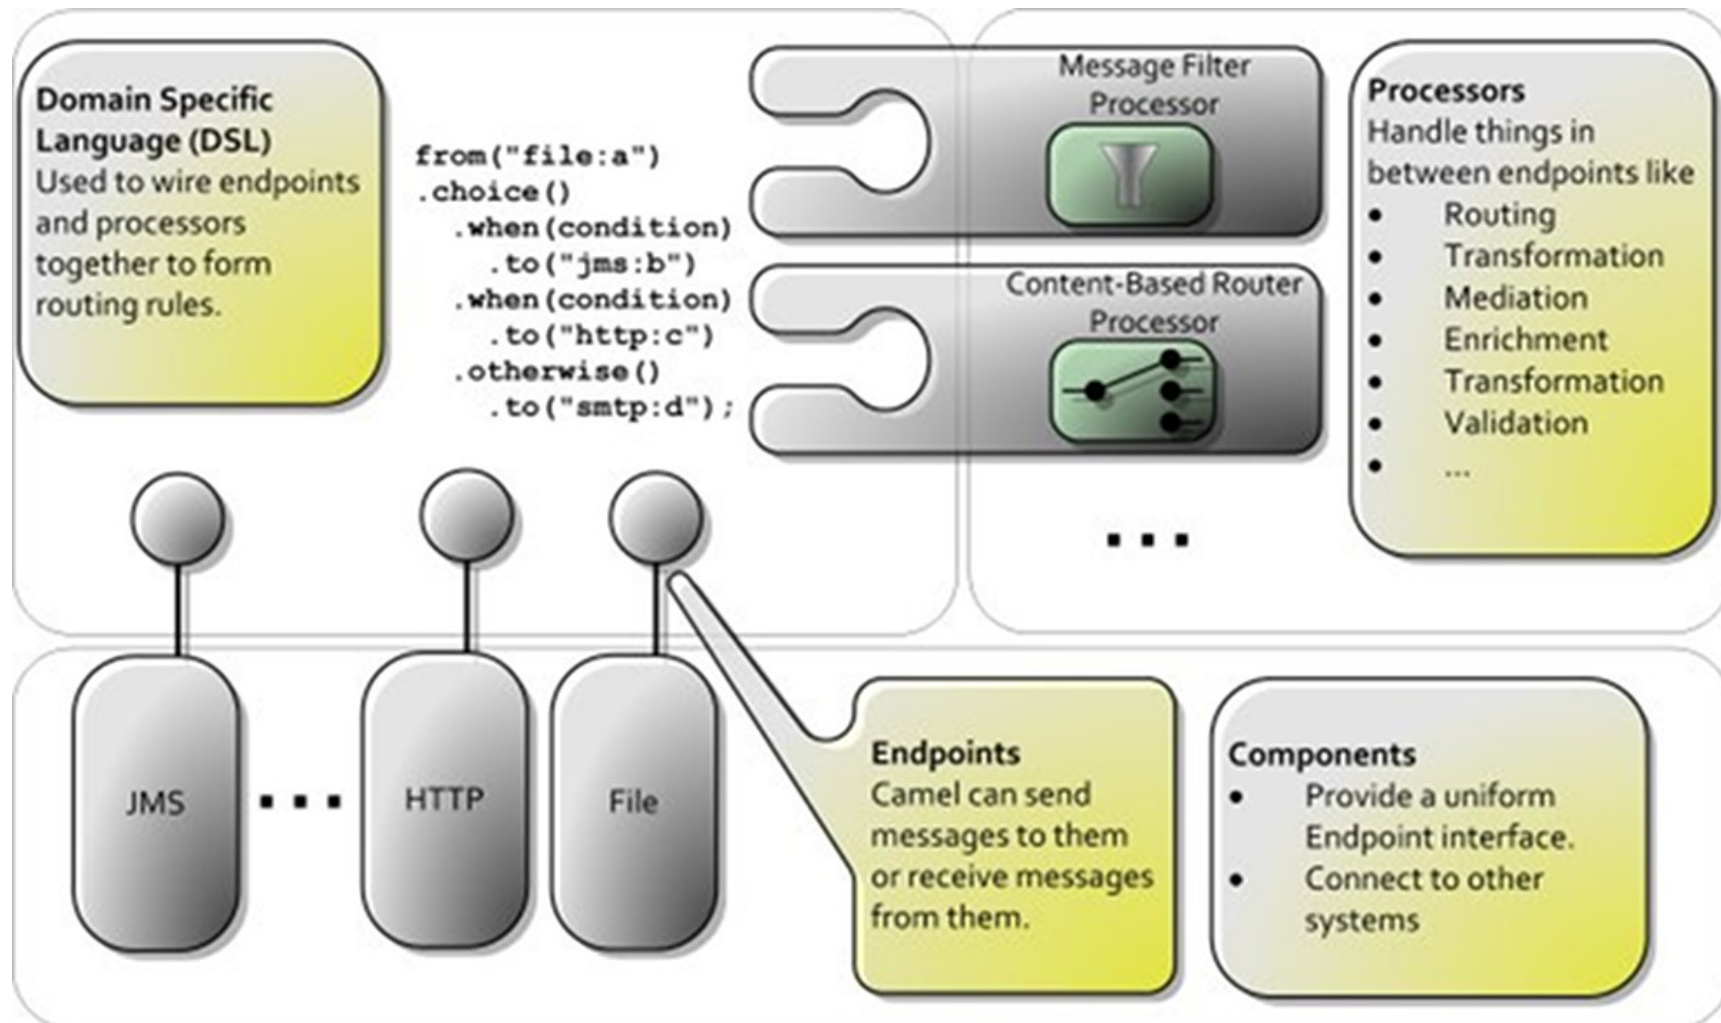 Domain Specific
Language (DSL)
Used to wire endpoints
and processors
together to form
routing rules.
from("file:a")
.choice()
.when(condition)
.to("jms:b")
.when(condition)
.to("http:c")
.otherwise()
.to("smtp:d");
Message Filter
Processor
Content-Based Router
Processor
...
Processors
Handle things in
between endpoints like
• Routing
• Transformation
• Mediation
• Enrichment
• Transformation
• Validation
• ...
JMS
...
HTTP
File
Endpoints
Camel can send
messages to them
or receive messages
from them.
Components
• Provide a uniform
Endpoint interface.
• Connect to other
systems